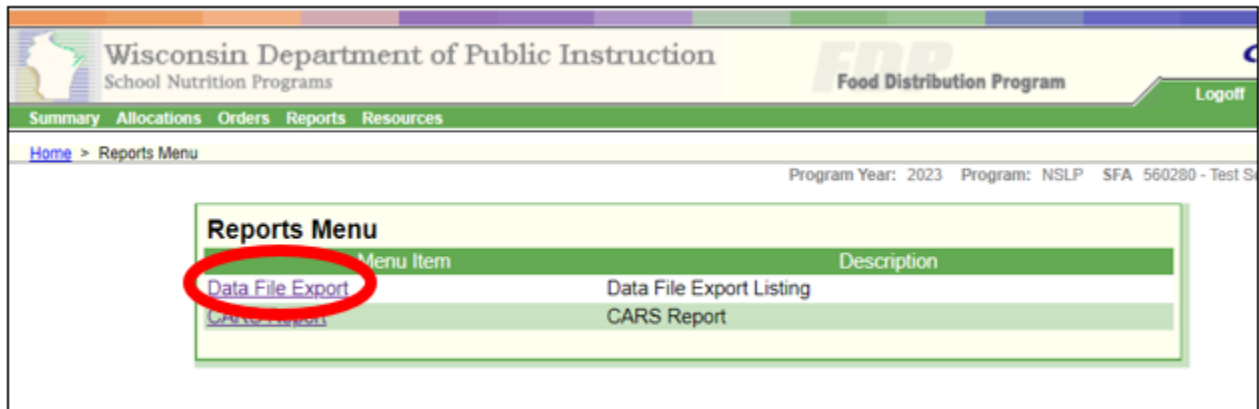 Wisconsin Department of Public Instruction
School Nutrition Programs
FDP
Food Distribution Program
Logoff
Summary Allocations Orders Reports Resources
Home > Reports Menu
Program Year: 2023 Program: NSLP SFA 560280 - Test
Reports Menu
Menu Item Description
Data File Export Data File Export Listing
CARS Report CARS Report